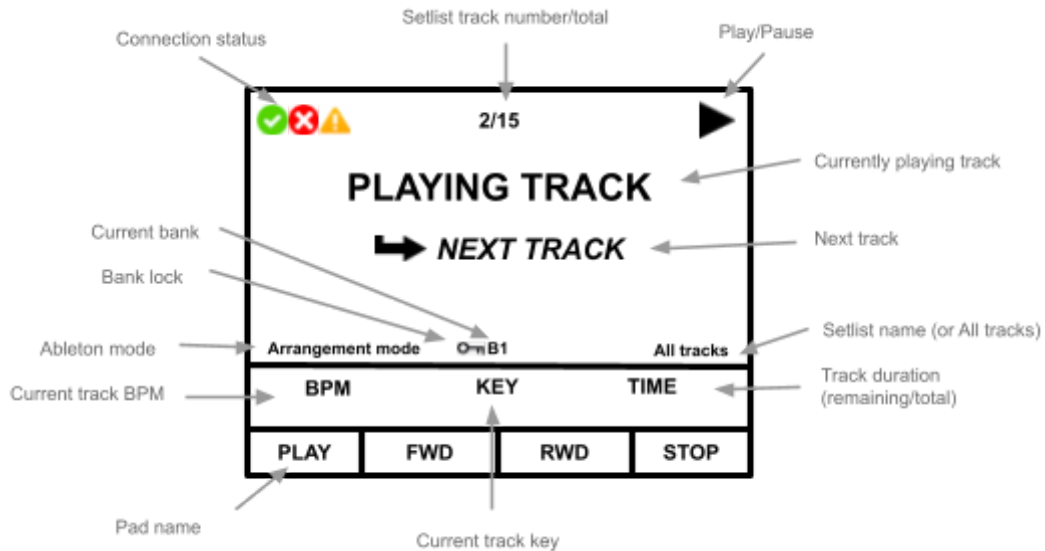 Setlist track number/total
Connection status
Play/Pause
2/15
Currently playing track
PLAYING TRACK
Current bank
NEXT TRACK
Next track
Bank lock
Setlist name (or All tracks)
Ableton mode
Arrangement mode
B1
All tracks
Track duration
(remaining/total)
Current track BPM
BPM
KEY
TIME
PLAY
FWD
RWD
STOP
Pad name
Current track key